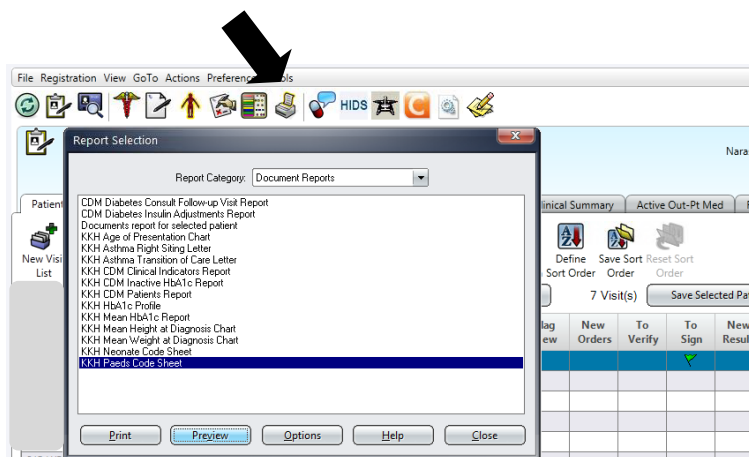 File Registration View GoTo Actions Preferenc ols
HIDS
C
Report Selection
X
Nara
Report Category: Document Reports
CDM Diabetes Consult Follow-up Visit Report
CDM Diabetes Insulin Adjustments Report
Documents report for selected patient
KKH Age of Presentation Chart
KKH Asthma Right Siting Letter
KKH Asthma Transition of Care Letter
KKH CDM Clinical Indicators Report
KKH CDM Inactive HbA1c Report
KKH CDM Patients Report
KKH HbA1c Profile
KKH Mean HbA1c Report
KKH Mean Height at Diagnosis Chart
KKH Mean Weight at Diagnosis Chart
KKH Neonate Code Sheet
KKH Paeds Code Sheet
Print Preview Options Help Close
Patient
linical Summary Active Out-Pt Med
New Visi
List
Define Save Sort Reset Sort
Sort Order Order Order
7 Visit(s) Save Selected Pa
lag New To To New
ew Orders Verify Sign Resul